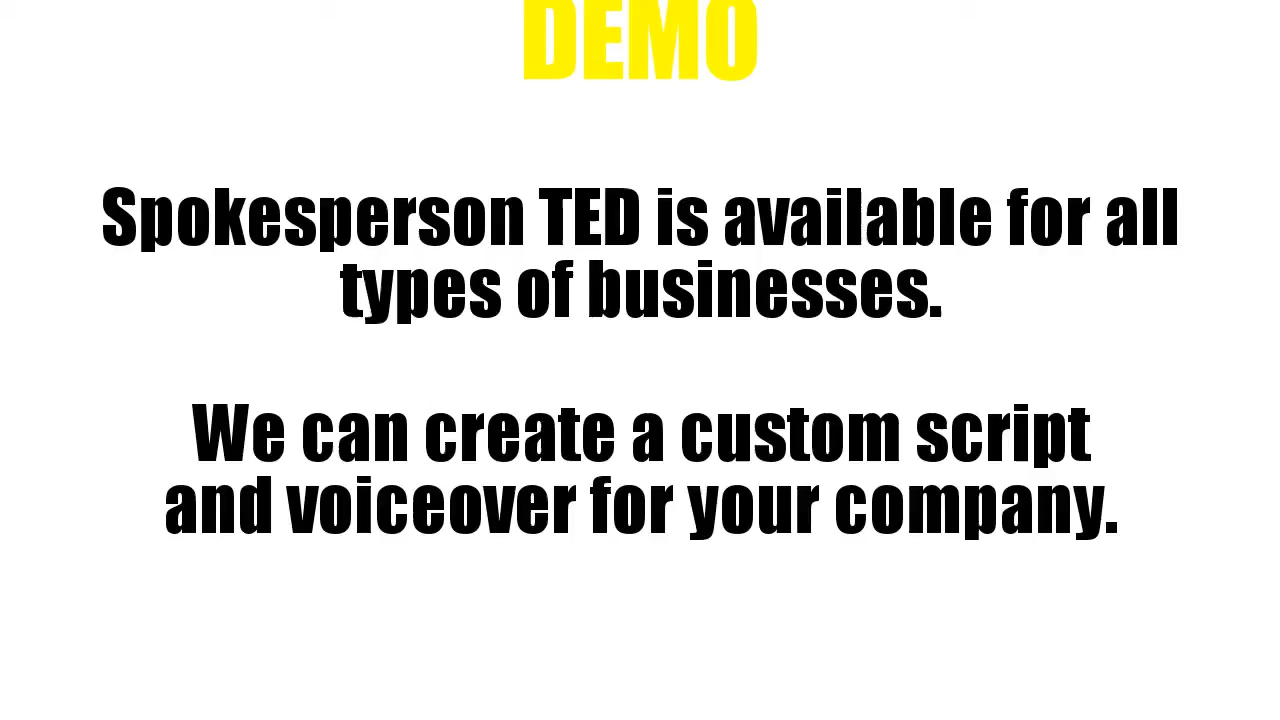 DEMO
Spokesperson TED is available for all
types of businesses.
We can create a custom script
and voiceover for your company.